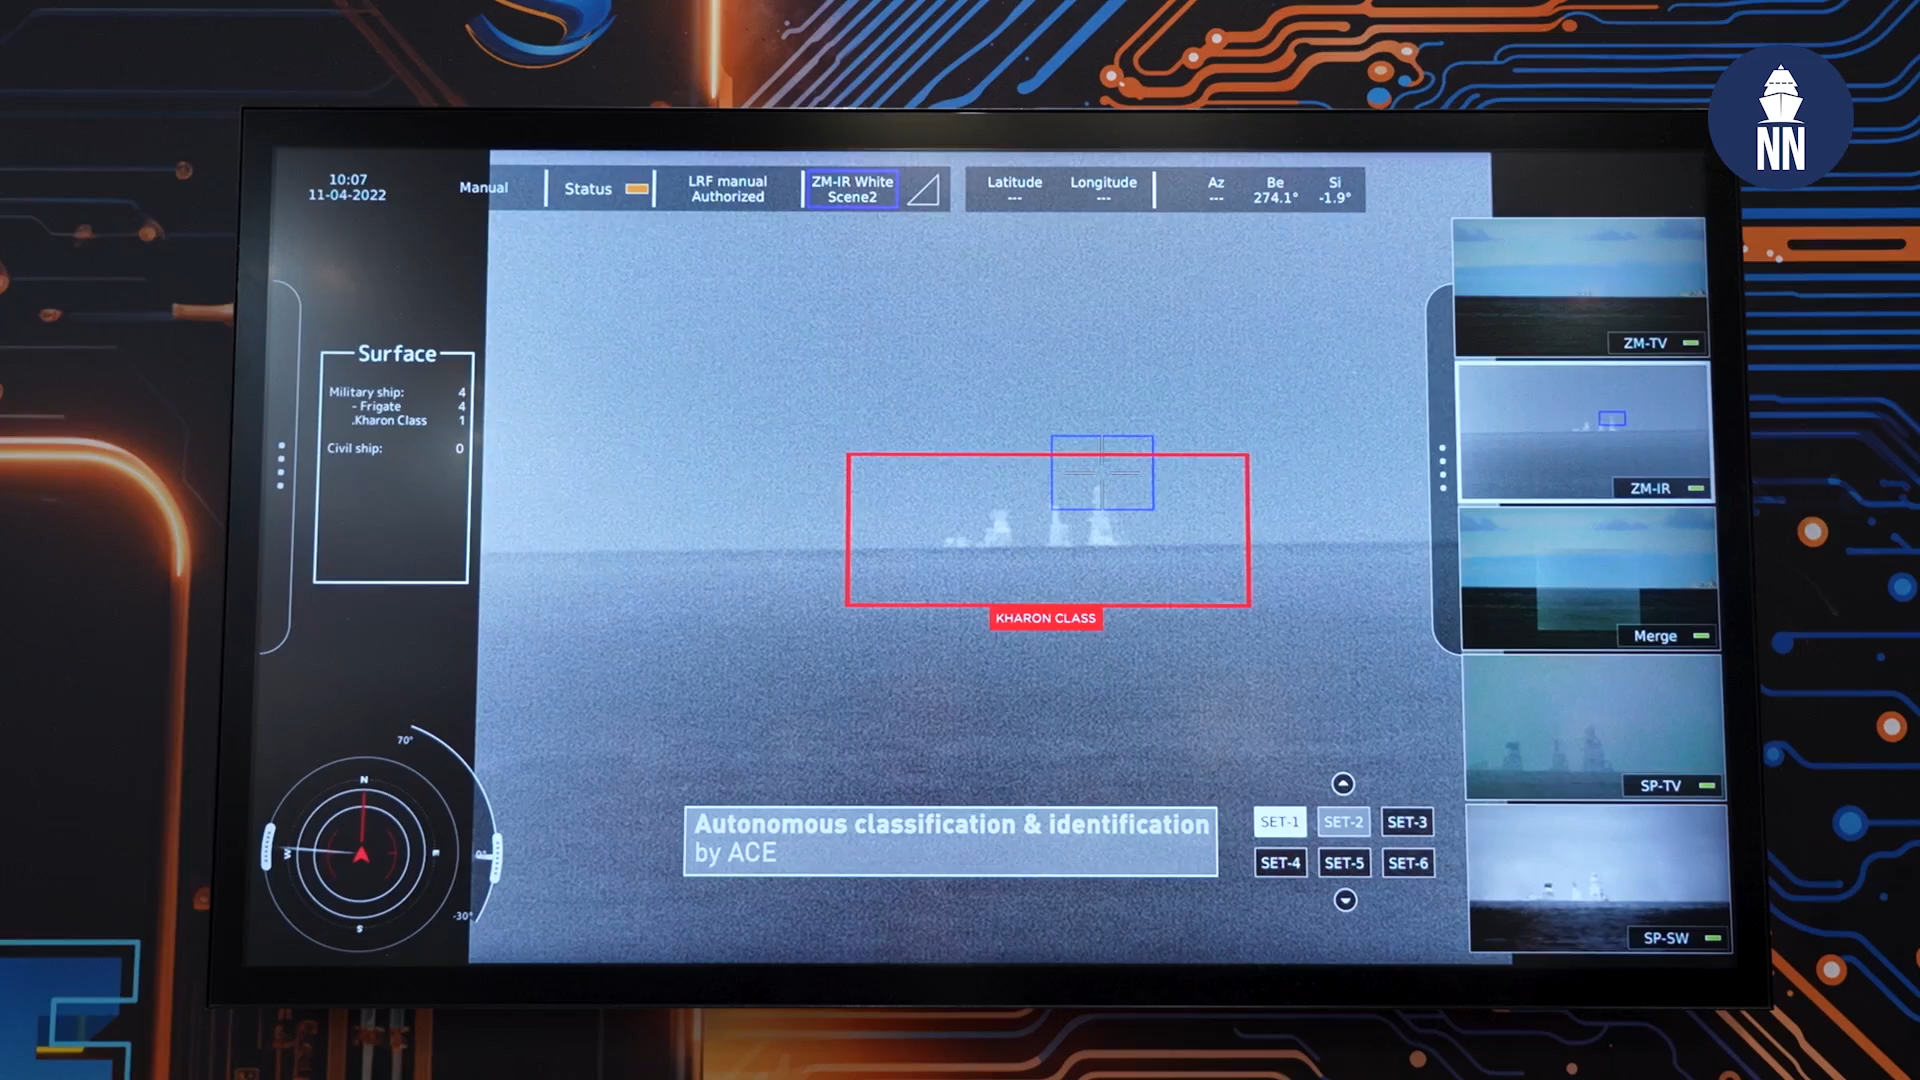 NN
10:07
11-04-2022
Manual
Status
LRF manual
Authorized
ZM-IR White
Scene2
Latitude
---
Longitude
---
Az
---
Be
274.1°
Si
-1.9°
Surface
Military ship: 4
- Frigate 4
.Kharon Class 1
Civil ship: 0
KHARON CLASS
ZM-TV
ZM-IR
Merge
SP-TV
SP-SW
70°
0°
-30°
N
W
E
S
Autonomous classification & identification
by ACE
SET-1 SET-2 SET-3
SET-4 SET-5 SET-6